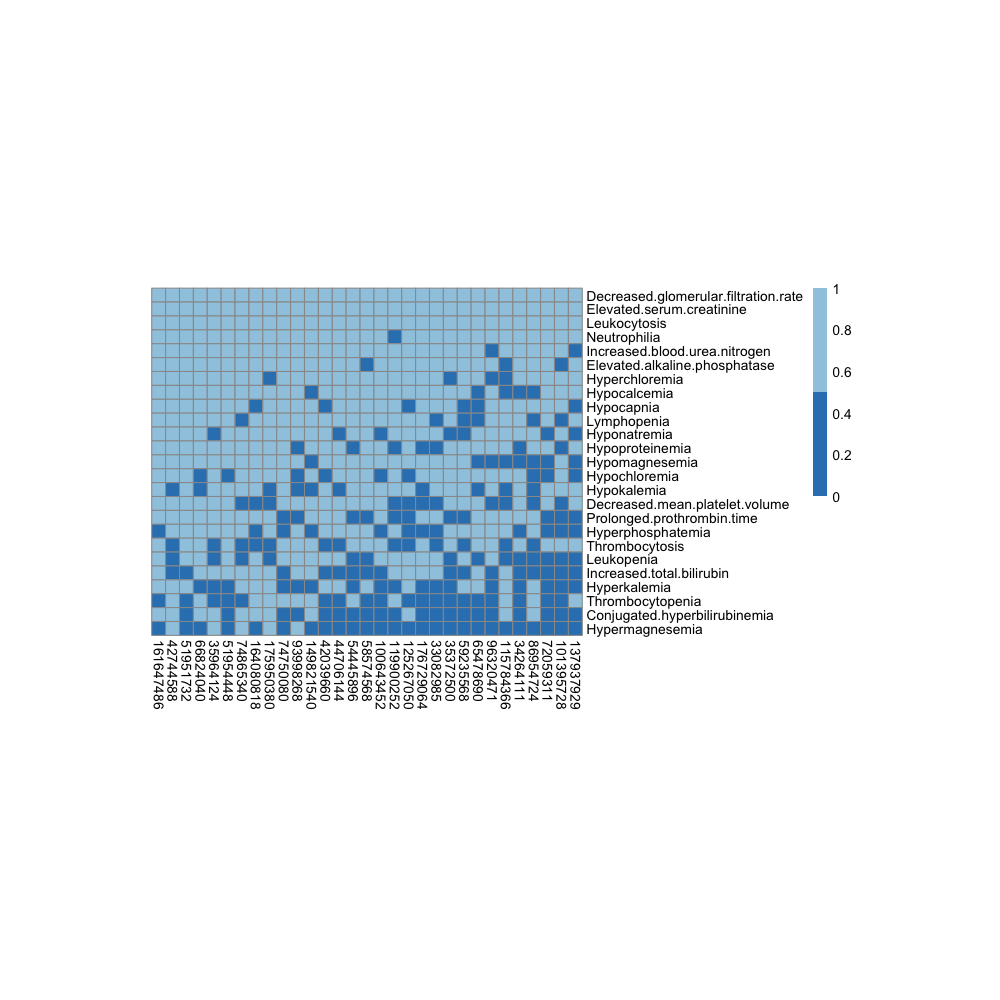 Decreased.glomerular.filtration.rate
Elevated.serum.creatinine
Leukocytosis
Neutrophilia
Increased.blood.urea.nitrogen
Elevated.alkaline.phosphatase
Hyperchloremia
Hypocalcemia
Hypocapnia
Lymphopenia
Hyponatremia
Hypoproteinemia
Hypomagnesemia
Hypochloremia
Hypokalemia
Decreased.mean.platelet.volume
Prolonged.prothrombin.time
Hyperphosphatemia
Thrombocytosis
Leukopenia
Increased.total.bilirubin
Hyperkalemia
Thrombocytopenia
Conjugated.hyperbilirubinemia
Hypermagnesemia
1
0.8
0.6
0.4
0.2
0
161647486
42744588
51951732
66824040
35964124
51954448
74865340
164080818
175950380
74750080
93998268
149821540
42039660
44706144
54445896
58574568
100643452
119900252
125267050
176729064
33082985
35372500
59235568
65478690
96320471
115784366
34264111
86954724
72059311
101395728
137937929